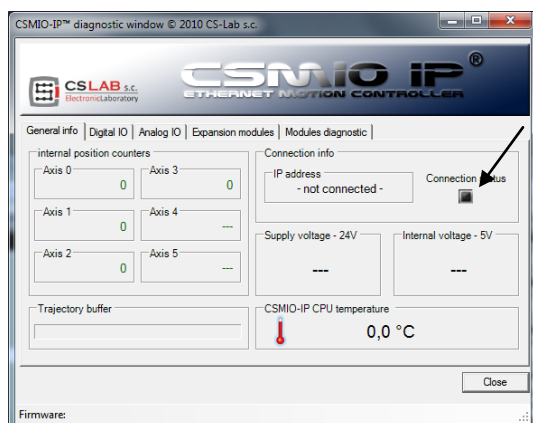 CSMIO-IP™ diagnostic window © 2010 CS-Lab s.c.
CSLAB s.c.
ElectronicLaboratory
CSMIO IP®
ETHERNET MOTION CONTROLLER
General info Digital IO Analog IO Expansion modules Modules diagnostic
internal position counters
Axis 0
0
Axis 3
0
Axis 1
0
Axis 4
---
Axis 2
0
Axis 5
---
Trajectory buffer
Connection info
IP address
- not connected -
Connection status
Supply voltage - 24V
---
Internal voltage - 5V
---
CSMIO-IP CPU temperature
0,0 °C
Close
Firmware: